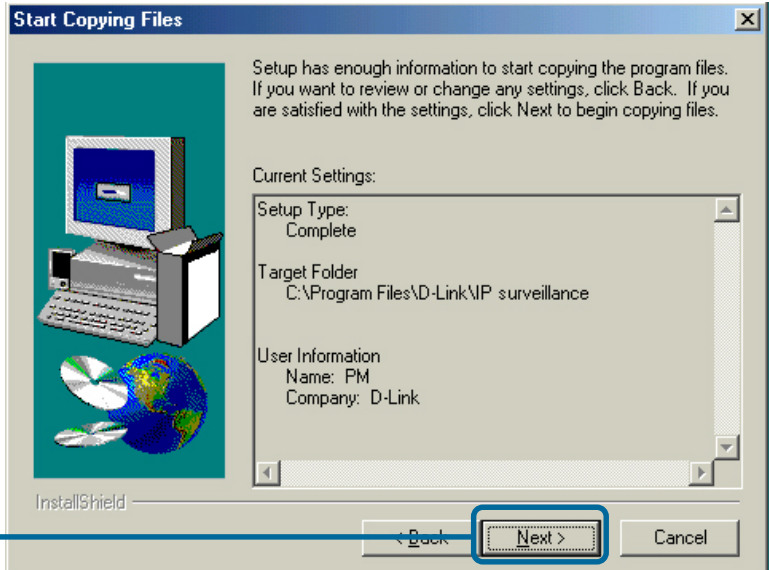 Start Copying Files
Setup has enough information to start copying the program files.
If you want to review or change any settings, click Back. If you
are satisfied with the settings, click Next to begin copying files.
Current Settings:
Setup Type:
Complete
Target Folder
C:\Program Files\D-Link\IP surveillance
User Information
Name: PM
Company: D-Link
InstallShield
< Back
Next >
Cancel